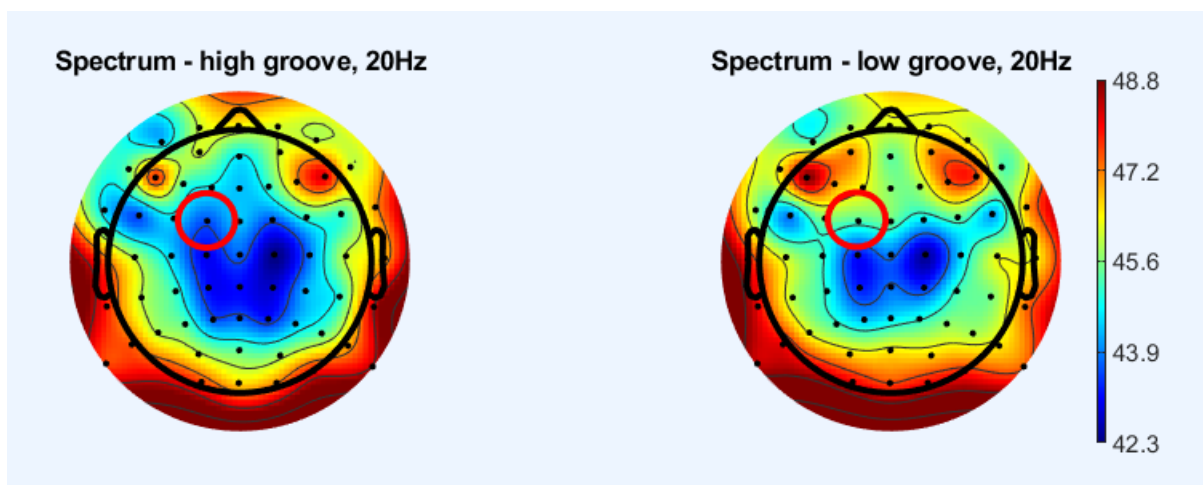 Spectrum - high groove, 20Hz
Spectrum - low groove, 20Hz
48.8
47.2
45.6
43.9
42.3